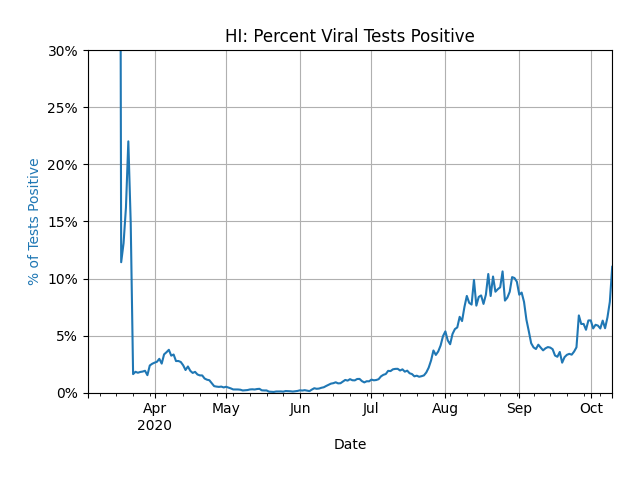 HI: Percent Viral Tests Positive
30%
25%
20%
15%
10%
5%
0%
% of Tests Positive
Apr May Jun Jul Aug Sep Oct
2020
Date